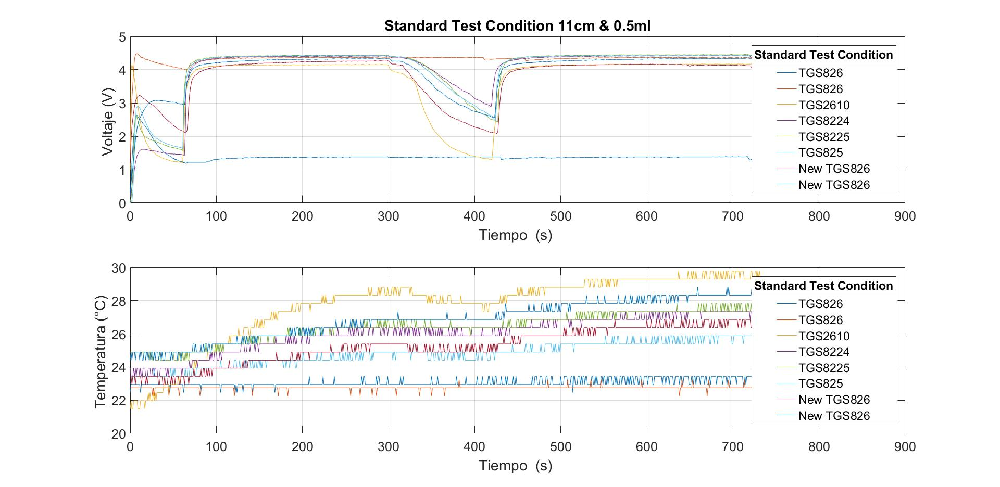 Standard Test Condition 11cm & 0.5ml
Voltaje (V)
5
4
3
2
1
0
0 100 200 300 400 500 600 700 800 900
Tiempo (s)
Standard Test Condition
TGS826
TGS826
TGS2610
TGS8224
TGS8225
TGS825
New TGS826
New TGS826
Temperatura (°C)
30
28
26
24
22
20
0 100 200 300 400 500 600 700 800 900
Tiempo (s)
Standard Test Condition
TGS826
TGS826
TGS2610
TGS8224
TGS8225
TGS825
New TGS826
New TGS826